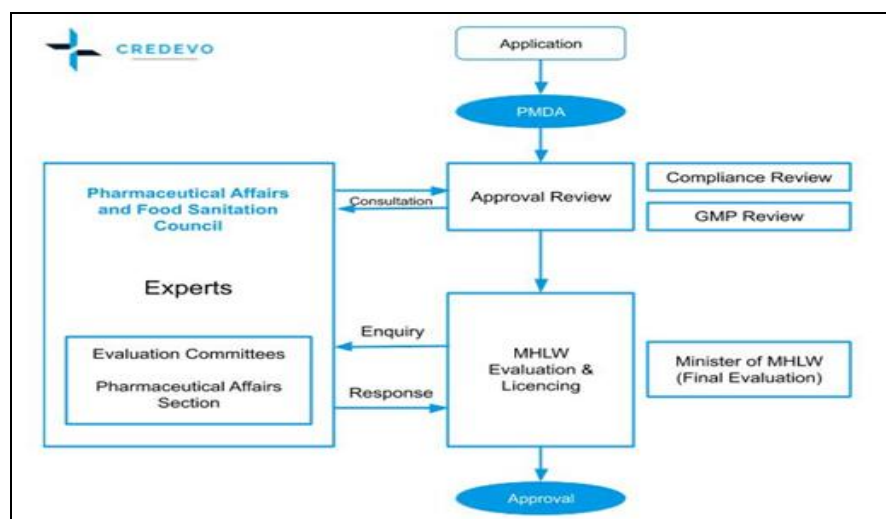 CREDEVO
Application
PMDA
Pharmaceutical Affairs
and Food Sanitation
Council
Experts
Evaluation Committees
Pharmaceutical Affairs
Section
Consultation
Approval Review
Compliance Review
GMP Review
Enquiry
Response
MHLW
Evaluation &
Licencing
Minister of MHLW
(Final Evaluation)
Approval